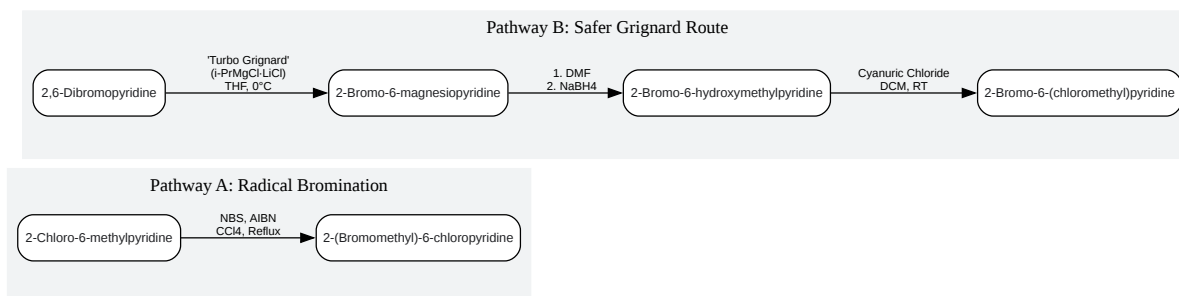 Pathway B: Safer Grignard Route
2,6-Dibromopyridine
'Turbo Grignard'
(i-PrMgCl·LiCl)
THF, 0°C
2-Bromo-6-magnesiopyridine
1. DMF
2. NaBH4
2-Bromo-6-hydroxymethylpyridine
Cyanuric Chloride
DCM, RT
2-Bromo-6-(chloromethyl)pyridine
Pathway A: Radical Bromination
2-Chloro-6-methylpyridine
NBS, AIBN
CCl4, Reflux
2-(Bromomethyl)-6-chloropyridine